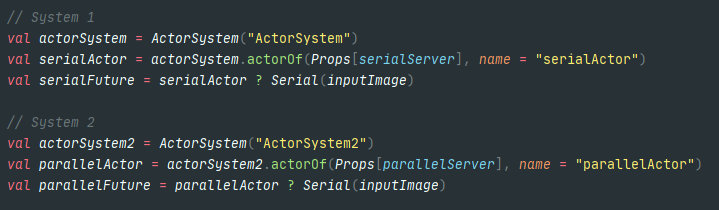 // System 1
val actorSystem = ActorSystem("ActorSystem")
val serialActor = actorSystem.actorOf(Props[serialServer], name = "serialActor")
val serialFuture = serialActor ? Serial(inputImage)
// System 2
val actorSystem2 = ActorSystem("ActorSystem2")
val parallelActor = actorSystem2.actorOf(Props[parallelServer], name = "parallelActor")
val parallelFuture = parallelActor ? Serial(inputImage)